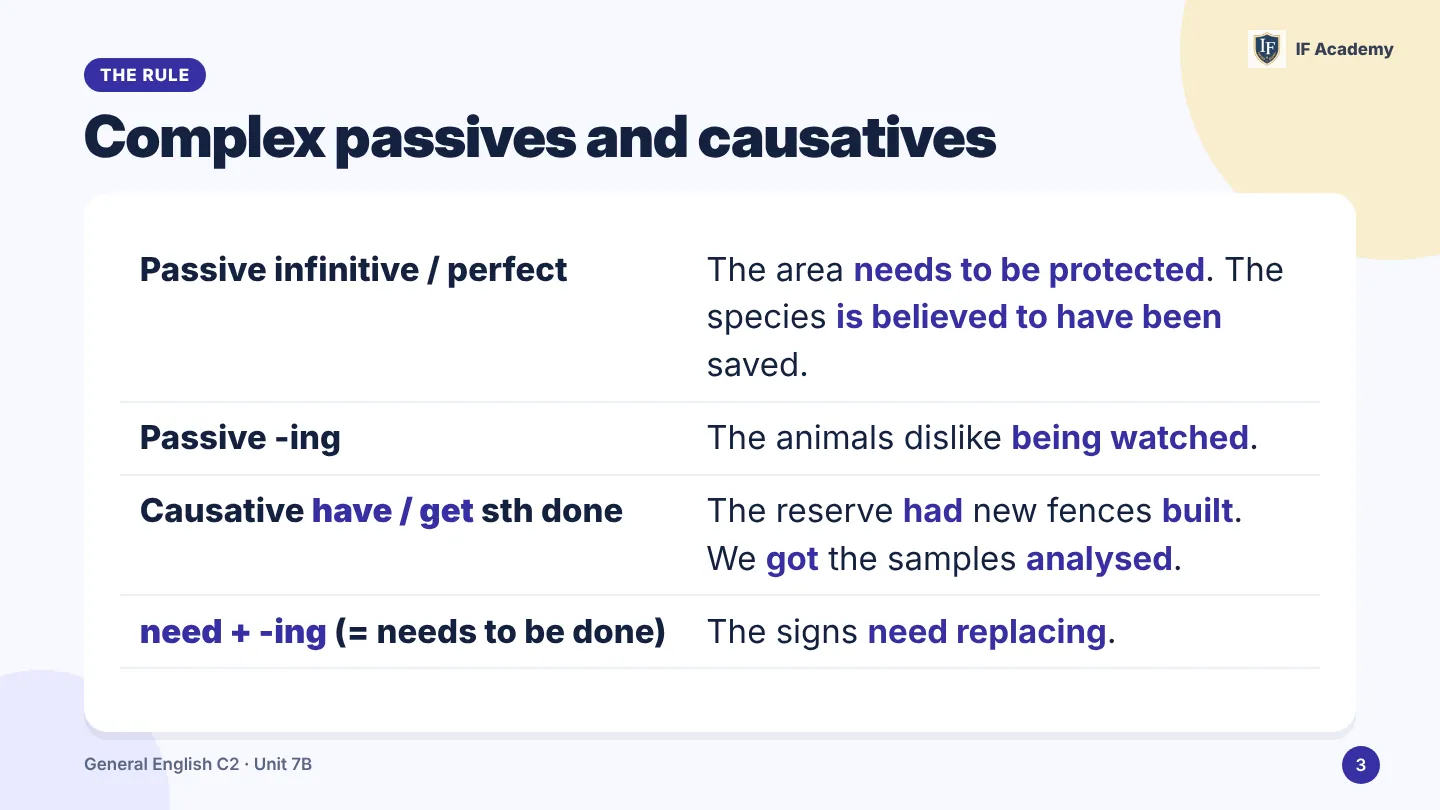 IF
IF Academy
THE RULE
Complex passives and causatives
Passive infinitive / perfect
The area needs to be protected. The
species is believed to have been
saved.
Passive -ing
The animals dislike being watched.
Causative have / get sth done
The reserve had new fences built.
We got the samples analysed.
need + -ing (= needs to be done)
The signs need replacing.
General English C2 · Unit 7B
3